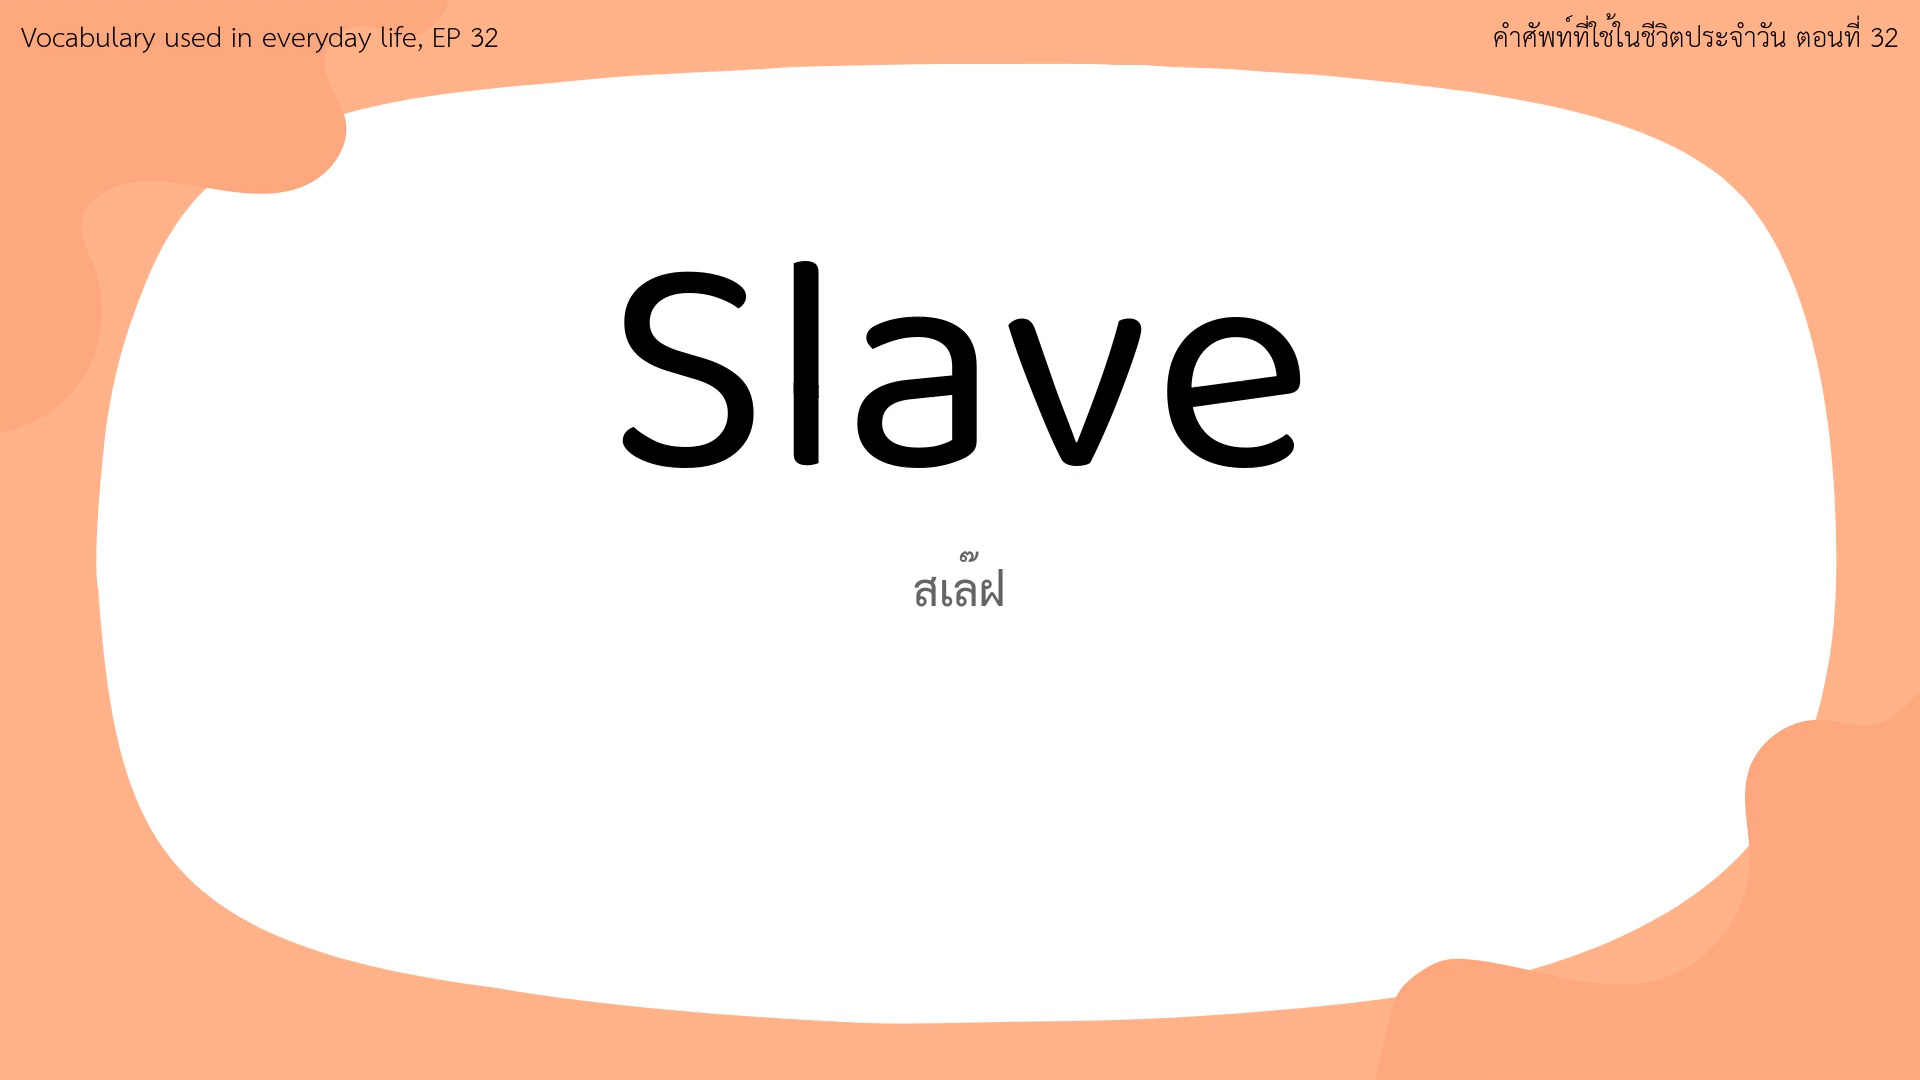 Vocabulary used in everyday life, EP 32
คำศัพท์ที่ใช้ในชีวิตประจำวัน ตอนที่ 32
Slave
สเล๊ฝ